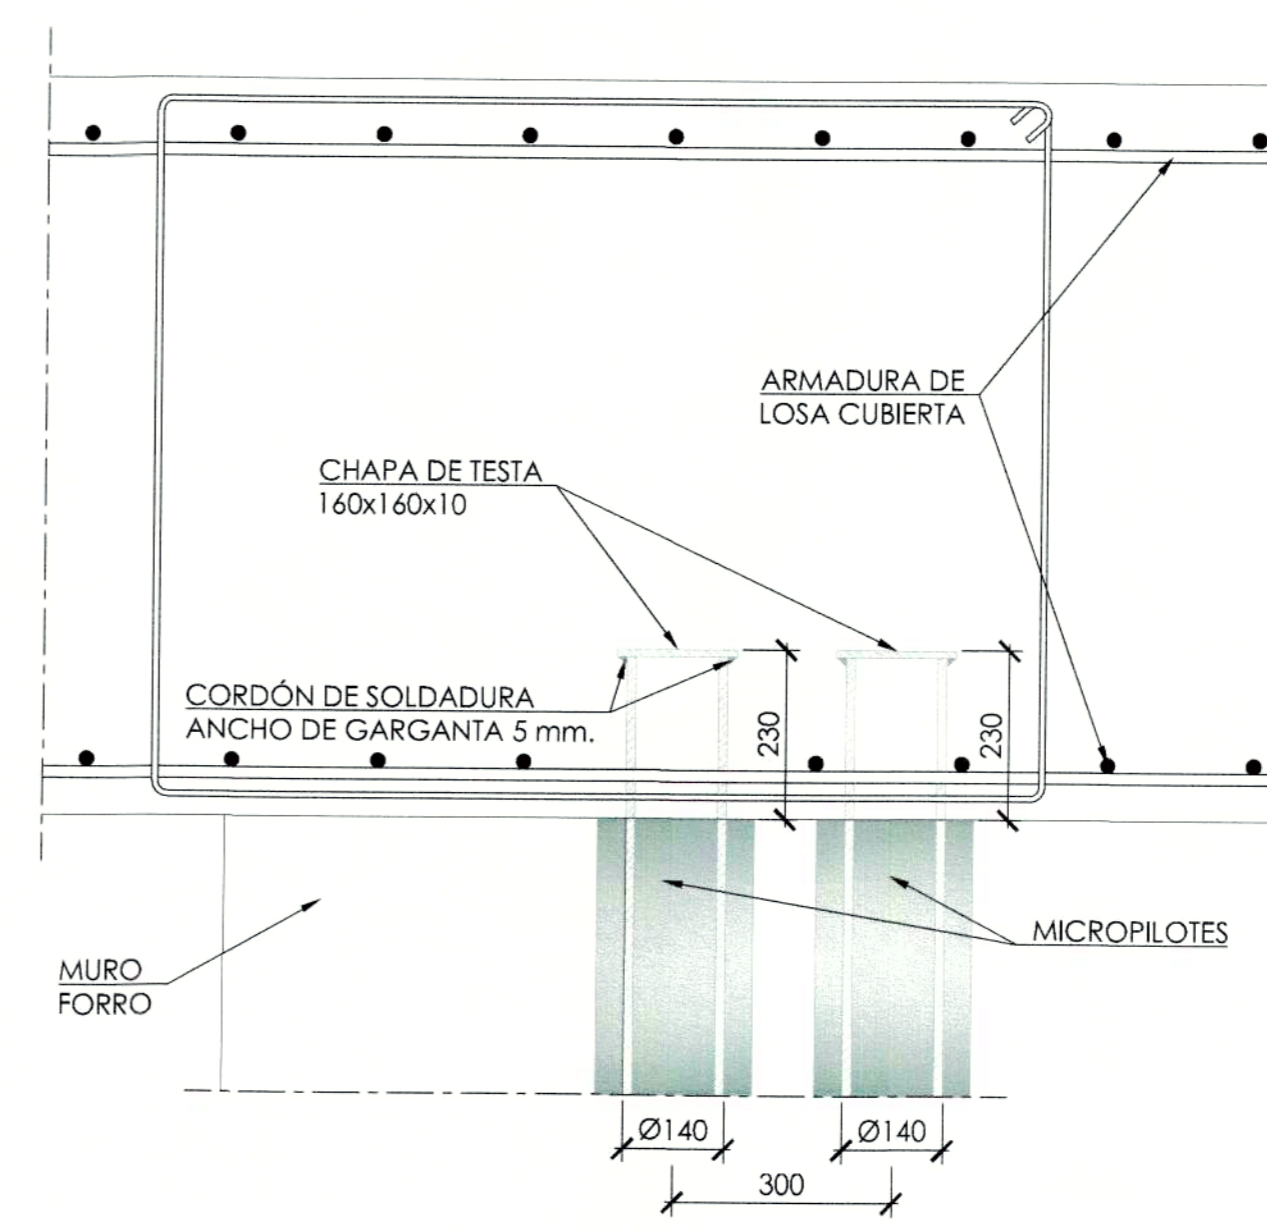 ARMADURA DE
LOSA CUBIERTA
CHAPA DE TESTA
160x160x10
CORDÓN DE SOLDADURA
ANCHO DE GARGANTA 5 mm.
230
230
MICROPILOTES
MURO
FORRO
Ø140
Ø140
300